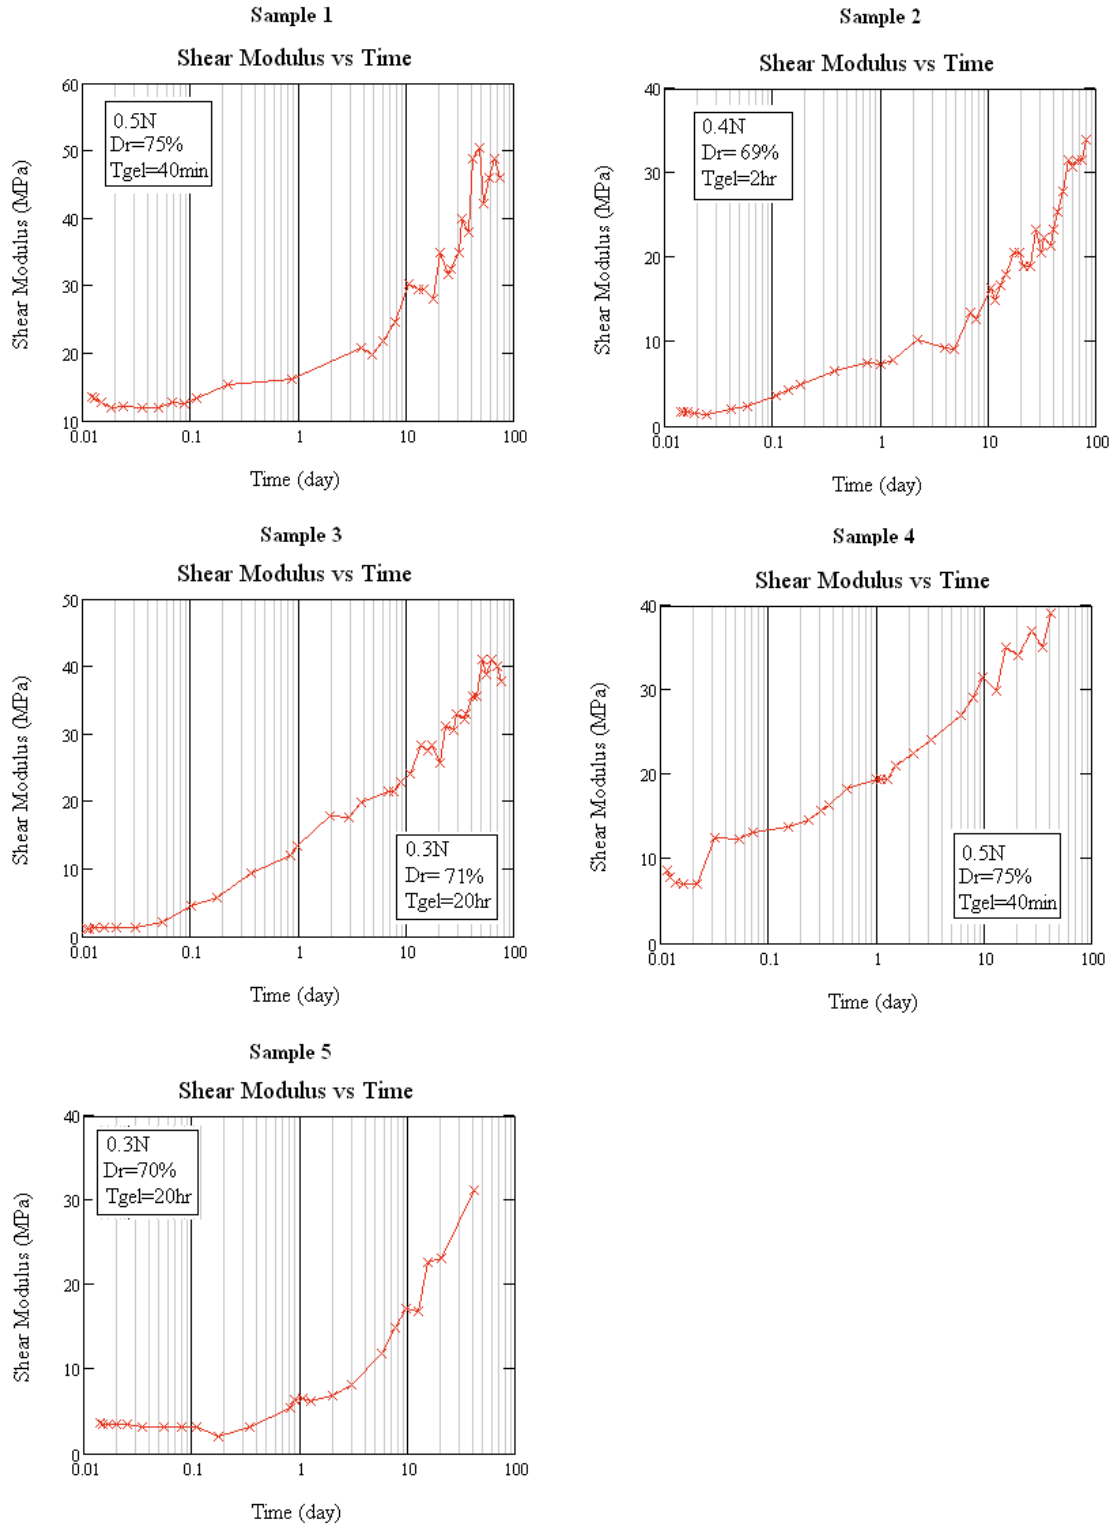 Sample 1
Shear Modulus vs Time
60
50
40
30
20
10
0.5N
Dr=75%
Tgel=40min
Shear Modulus (MPa)
0.01 0.1 1 10 100
Time (day)
Sample 2
Shear Modulus vs Time
40
30
20
10
0
0.4N
Dr= 69%
Tgel=2hr
Shear Modulus (MPa)
0.01 0.1 1 10 100
Time (day)
Sample 3
Shear Modulus vs Time
50
40
30
20
10
0
0.3N
Dr= 71%
Tgel=20hr
Shear Modulus (MPa)
0.01 0.1 1 10 100
Time (day)
Sample 4
Shear Modulus vs Time
40
30
20
10
0
0.5N
Dr=75%
Tgel=40min
Shear Modulus (MPa)
0.01 0.1 1 10 100
Time (day)
Sample 5
Shear Modulus vs Time
40
30
20
10
0
0.3N
Dr=70%
Tgel=20hr
Shear Modulus (MPa)
0.01 0.1 1 10 100
Time (day)